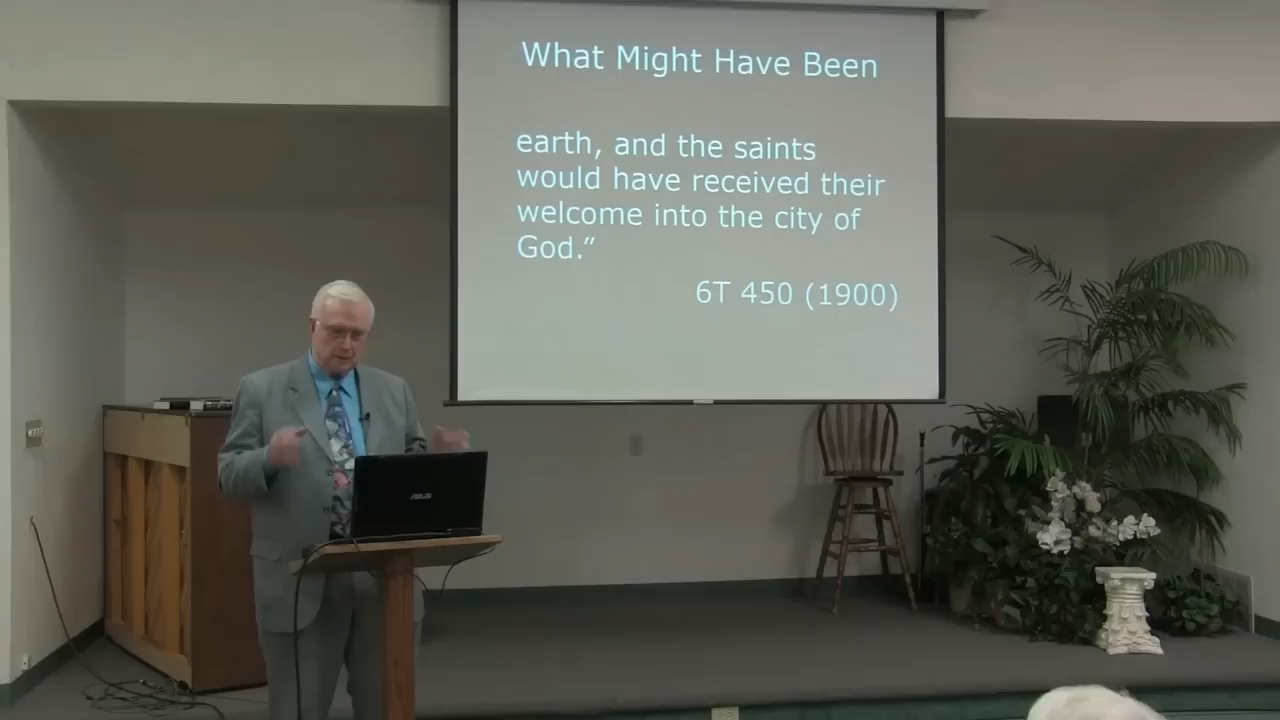 What Might Have Been
earth, and the saints
would have received their
welcome into the city of
God.”
6T 450 (1900)
ASUS